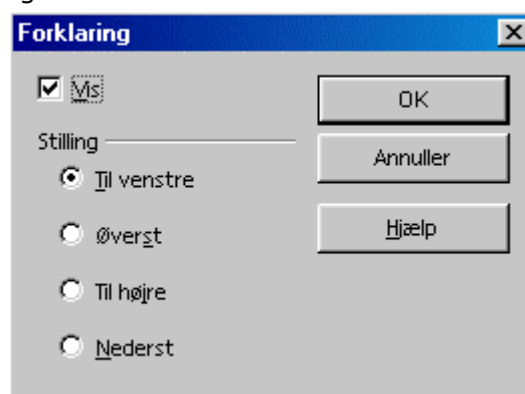 Forklaring
Vis
OK
Stilling
Annuller
Til venstre
Øverst
Hjælp
Til højre
Nederst